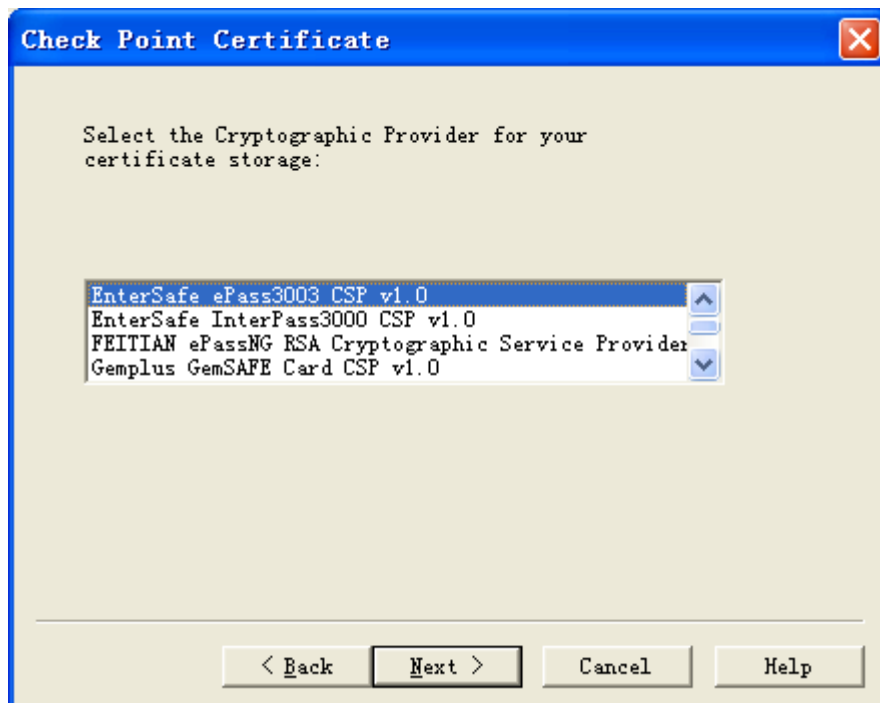 Check Point Certificate
Select the Cryptographic Provider for your
certificate storage:
EnterSafe ePass3003 CSP v1.0
EnterSafe InterPass3000 CSP v1.0
FEITIAN ePassNG RSA Cryptographic Service Provider
Gemplus GemSAFE Card CSP v1.0
< Back Next > Cancel Help